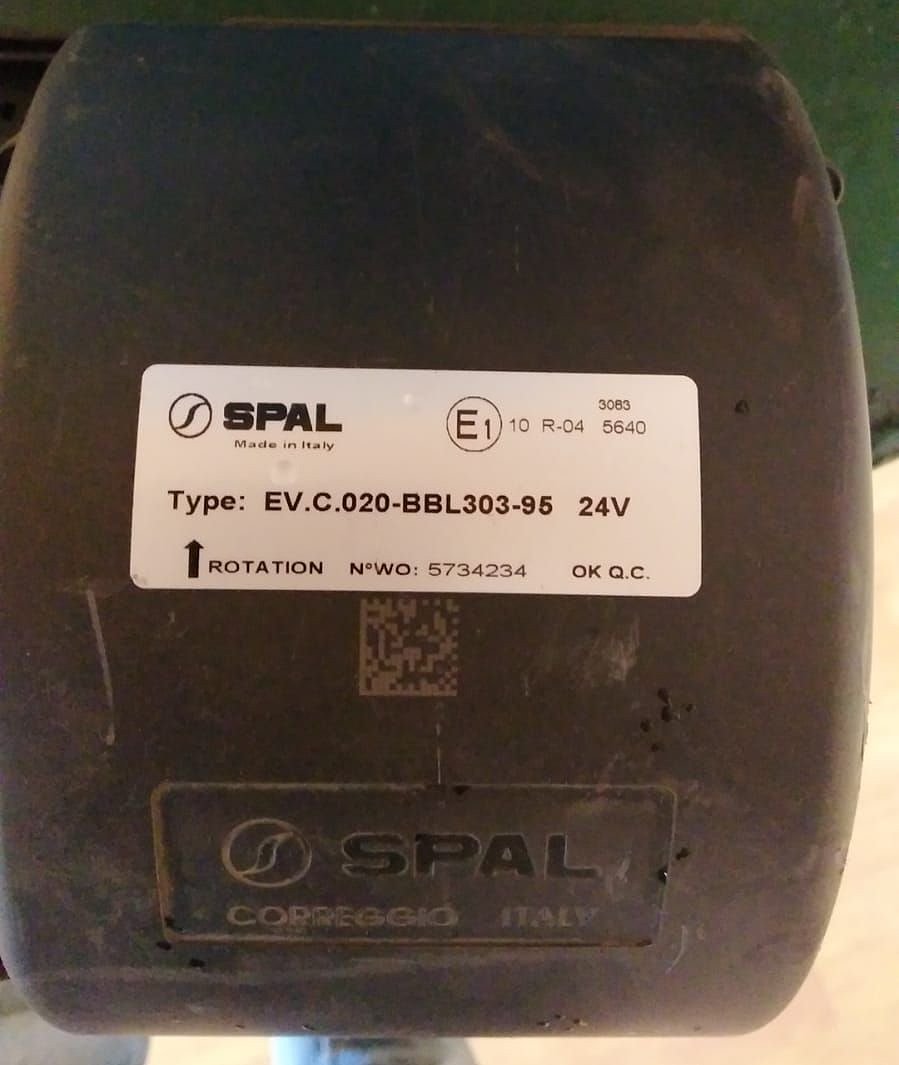 SPAL
Made in Italy
E1 10 R-04 3083 5640
Type: EV.C.020-BBL303-95 24V
ROTATION N°WO: 5734234 OK Q.C.
SPAL
CORREGGIO ITALY